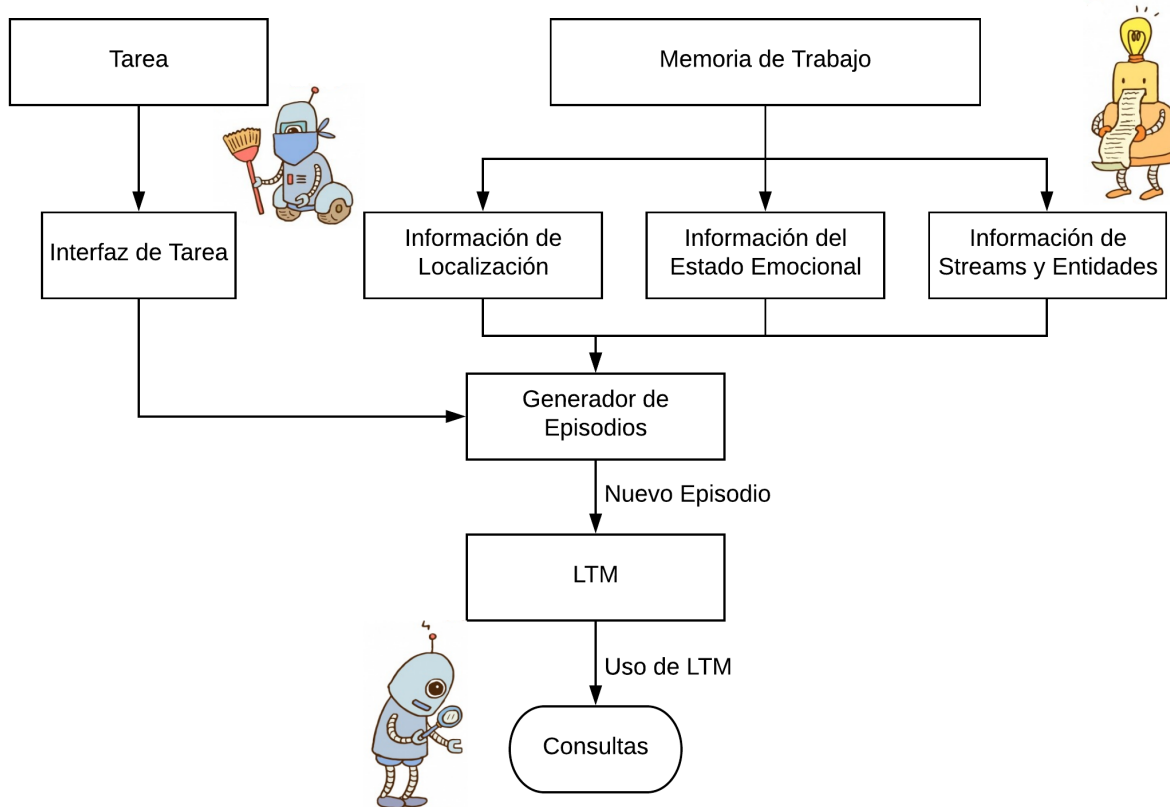 Tarea
Memoria de Trabajo
Interfaz de Tarea
Información de
Localización
Información del
Estado Emocional
Información de
Streams y Entidades
Generador de
Episodios
Nuevo Episodio
LTM
Uso de LTM
Consultas